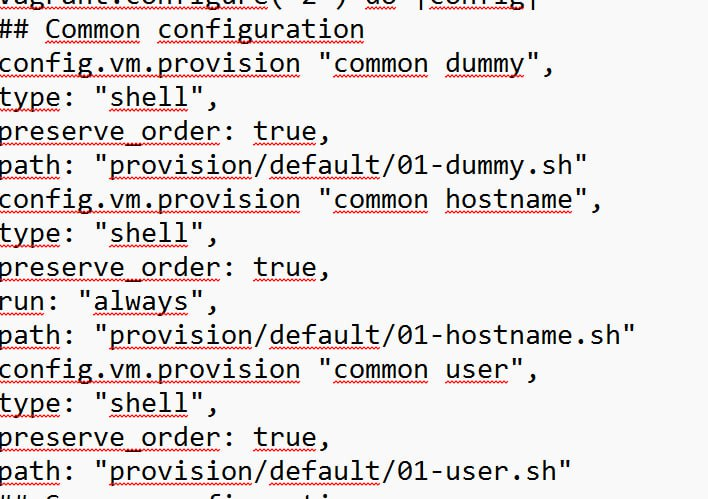 Vagrant.configure("2") do |config|
## Common configuration
config.vm.provision "common dummy",
type: "shell",
preserve_order: true,
path: "provision/default/01-dummy.sh"
config.vm.provision "common hostname",
type: "shell",
preserve_order: true,
run: "always",
path: "provision/default/01-hostname.sh"
config.vm.provision "common user",
type: "shell",
preserve_order: true,
path: "provision/default/01-user.sh"